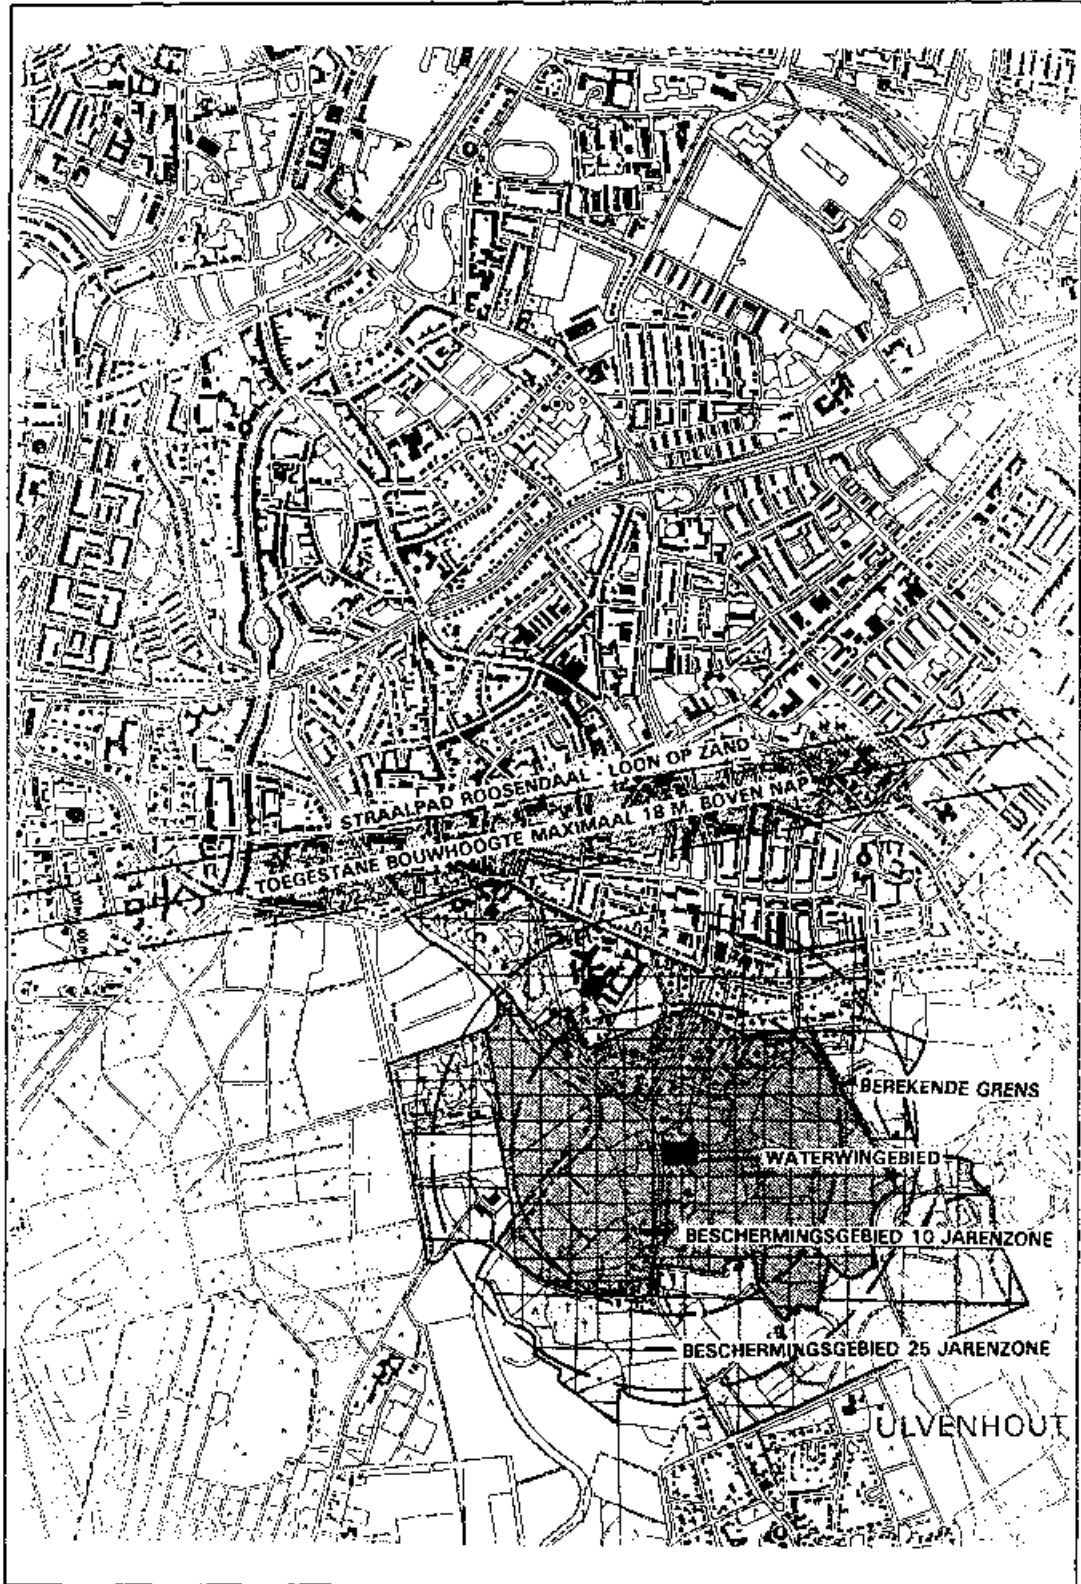 STRAALPAD ROOSENDAAL - LOON OP ZAND
TOEGESTANE BOUWHOOGTE MAXIMAAL 18 M. BOVEN NAP
BEREKENDE GRENS
WATERWINGEBIED
BESCHERMINGSGEBIED 10 JARENZONE
BESCHERMINGSGEBIED 25 JARENZONE
ULVENHOUT